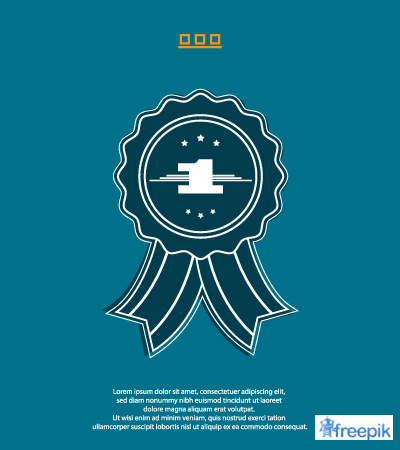 1
Lorem ipsum dolor sit amet, consectetuer adipiscing elit,
sed diam nonummy nibh euismod tincidunt ut laoreet
dolore magna aliquam erat volutpat.
Ut wisi enim ad minim veniam, quis nostrud exerci tation
ullamcorper suscipit lobortis nisl ut aliquip ex ea commodo consequat.
freepik